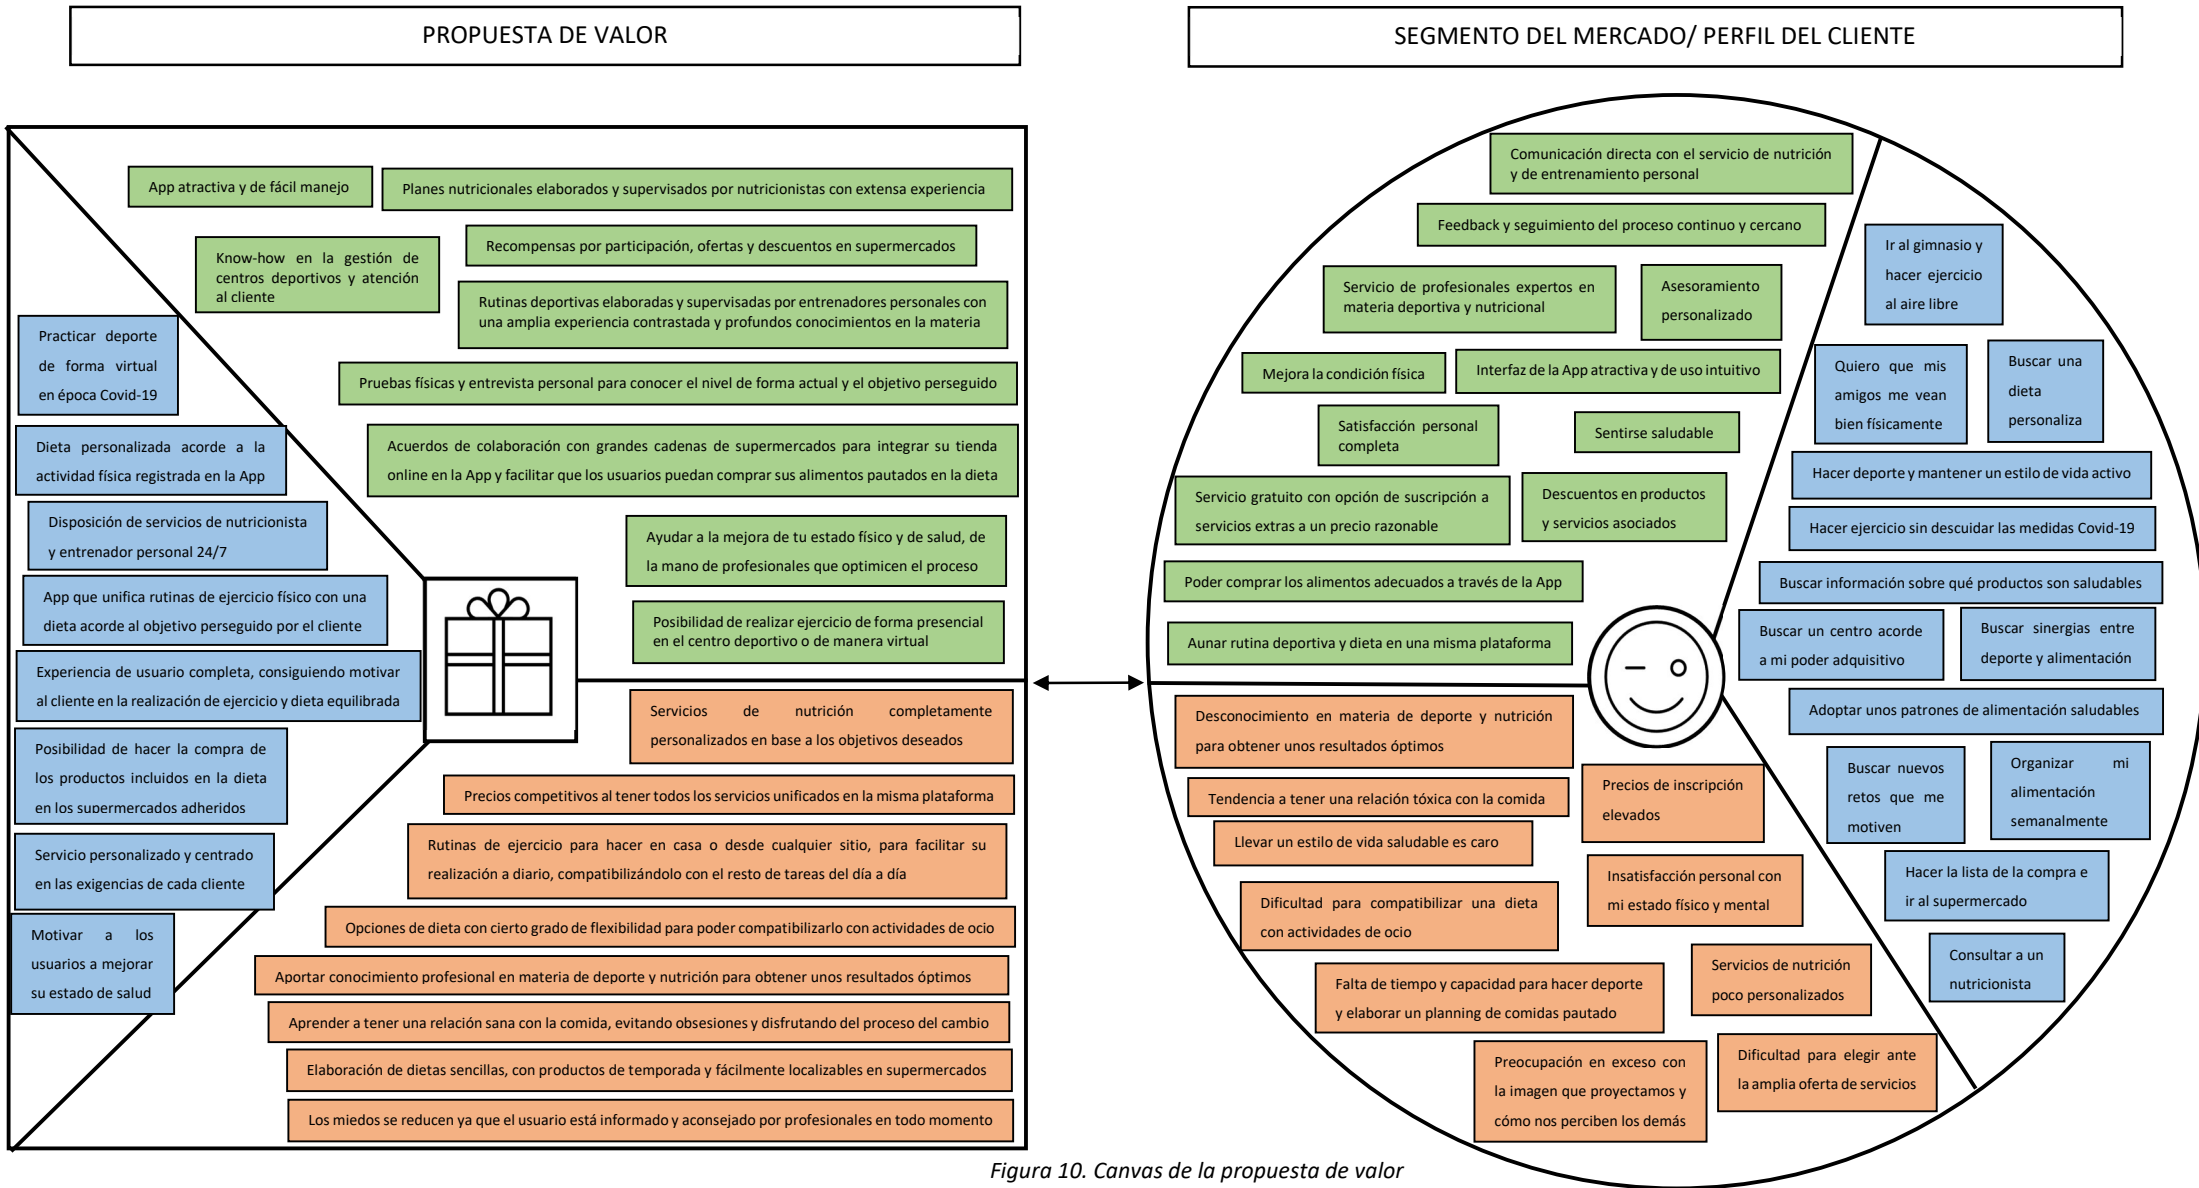 PROPUESTA DE VALOR
SEGMENTO DEL MERCADO/ PERFIL DEL CLIENTE
App atractiva y de fácil manejo
Planes nutricionales elaborados y supervisados por nutricionistas con extensa experiencia
Know-how en la gestión de
centros deportivos y atención
al cliente
Recompensas por participación, ofertas y descuentos en supermercados
Rutinas deportivas elaboradas y supervisadas por entrenadores personales con
una amplia experiencia contrastada y profundos conocimientos en la materia
Pruebas físicas y entrevista personal para conocer el nivel de forma actual y el objetivo perseguido
Acuerdos de colaboración con grandes cadenas de supermercados para integrar su tienda
online en la App y facilitar que los usuarios puedan comprar sus alimentos pautados en la dieta
Ayudar a la mejora de tu estado físico y de salud, de
la mano de profesionales que optimicen el proceso
Posibilidad de realizar ejercicio de forma presencial
en el centro deportivo o de manera virtual
Practicar deporte
de forma virtual
en época Covid-19
Dieta personalizada acorde a la
actividad física registrada en la App
Disposición de servicios de nutricionista
y entrenador personal 24/7
App que unifica rutinas de ejercicio físico con una
dieta acorde al objetivo perseguido por el cliente
Experiencia de usuario completa, consiguiendo motivar
al cliente en la realización de ejercicio y dieta equilibrada
Posibilidad de hacer la compra de
los productos incluidos en la dieta
en los supermercados adheridos
Servicio personalizado y centrado
en las exigencias de cada cliente
Motivar a los
usuarios a mejorar
su estado de salud
Servicios de nutrición completamente
personalizados en base a los objetivos deseados
Precios competitivos al tener todos los servicios unificados en la misma plataforma
Rutinas de ejercicio para hacer en casa o desde cualquier sitio, para facilitar su
realización a diario, compatibilizándolo con el resto de tareas del día a día
Opciones de dieta con cierto grado de flexibilidad para poder compatibilizarlo con actividades de ocio
Aportar conocimiento profesional en materia de deporte y nutrición para obtener unos resultados óptimos
Aprender a tener una relación sana con la comida, evitando obsesiones y disfrutando del proceso del cambio
Elaboración de dietas sencillas, con productos de temporada y fácilmente localizables en supermercados
Los miedos se reducen ya que el usuario está informado y aconsejado por profesionales en todo momento
Comunicación directa con el servicio de nutrición
y de entrenamiento personal
Feedback y seguimiento del proceso continuo y cercano
Servicio de profesionales expertos en
materia deportiva y nutricional
Asesoramiento
personalizado
Mejora la condición física
Interfaz de la App atractiva y de uso intuitivo
Satisfacción personal
completa
Sentirse saludable
Servicio gratuito con opción de suscripción a
servicios extras a un precio razonable
Descuentos en productos
y servicios asociados
Poder comprar los alimentos adecuados a través de la App
Aunar rutina deportiva y dieta en una misma plataforma
Ir al gimnasio y
hacer ejercicio
al aire libre
Quiero que mis
amigos me vean
bien físicamente
Buscar una
dieta
personaliza
Hacer deporte y mantener un estilo de vida activo
Hacer ejercicio sin descuidar las medidas Covid-19
Buscar información sobre qué productos son saludables
Buscar un centro acorde
a mi poder adquisitivo
Buscar sinergias entre
deporte y alimentación
Adoptar unos patrones de alimentación saludables
Buscar nuevos
retos que me
motiven
Organizar mi
alimentación
semanalmente
Hacer la lista de la compra e
ir al supermercado
Consultar a un
nutricionista
Desconocimiento en materia de deporte y nutrición
para obtener unos resultados óptimos
Tendencia a tener una relación tóxica con la comida
Precios de inscripción
elevados
Llevar un estilo de vida saludable es caro
Insatisfacción personal con
mi estado físico y mental
Dificultad para compatibilizar una dieta
con actividades de ocio
Servicios de nutrición
poco personalizados
Falta de tiempo y capacidad para hacer deporte
y elaborar un planning de comidas pautado
Preocupación en exceso con
la imagen que proyectamos y
cómo nos perciben los demás
Dificultad para elegir ante
la amplia oferta de servicios
Figura 10. Canvas de la propuesta de valor